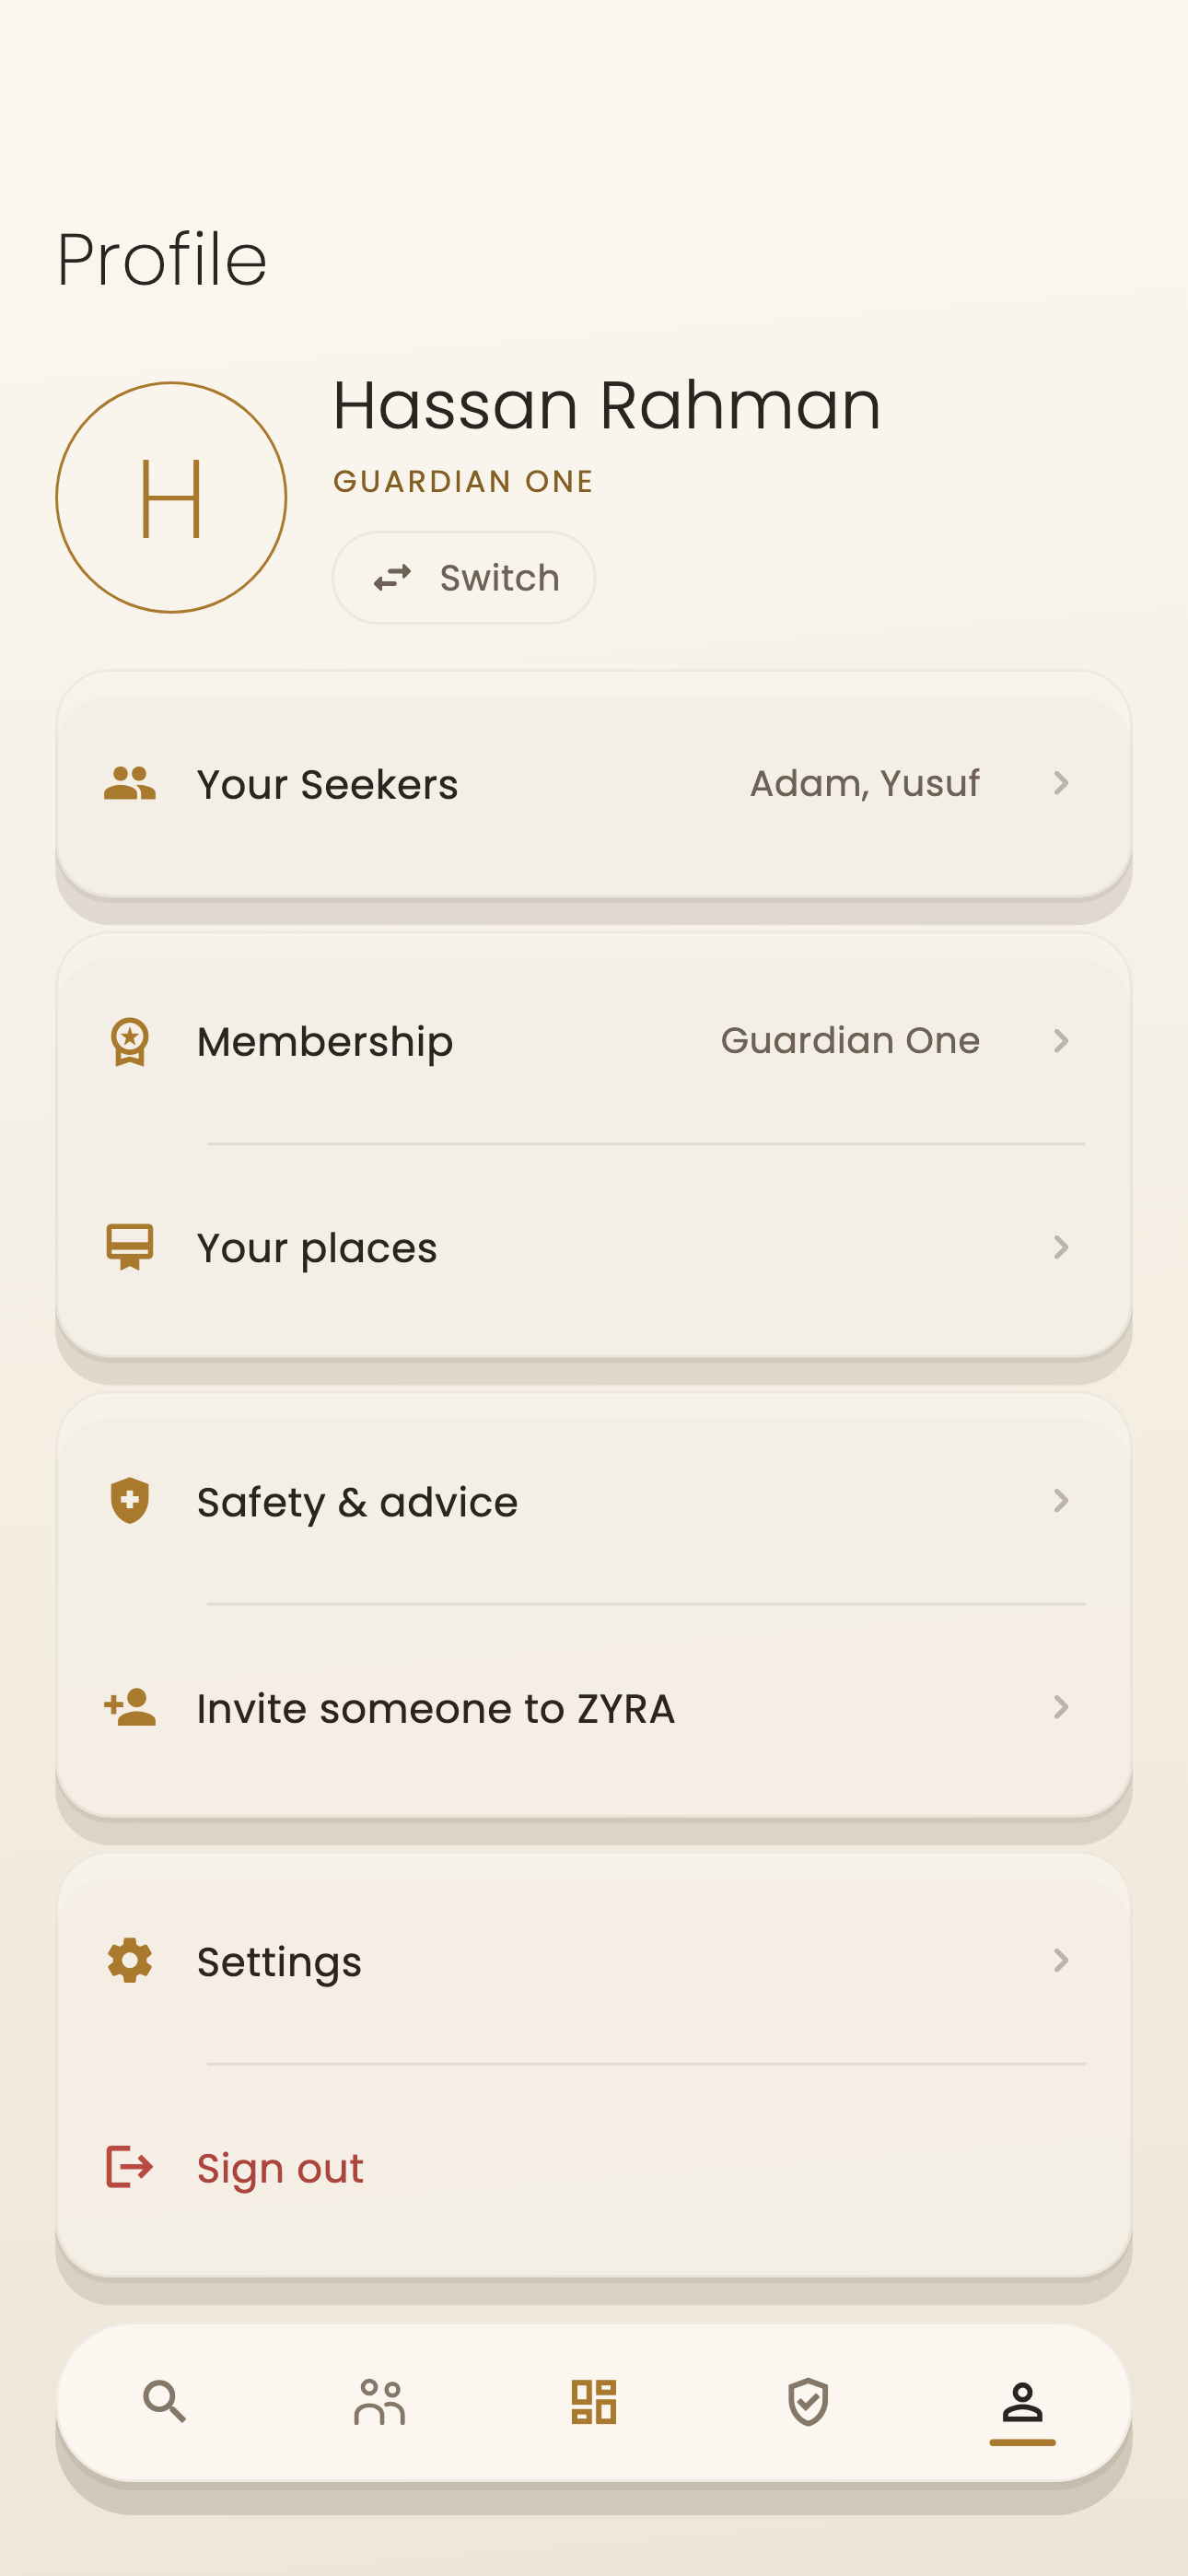 Profile
H
Hassan Rahman
GUARDIAN ONE
Switch
Your Seekers Adam, Yusuf
Membership Guardian One
Your places
Safety & advice
Invite someone to ZYRA
Settings
Sign out